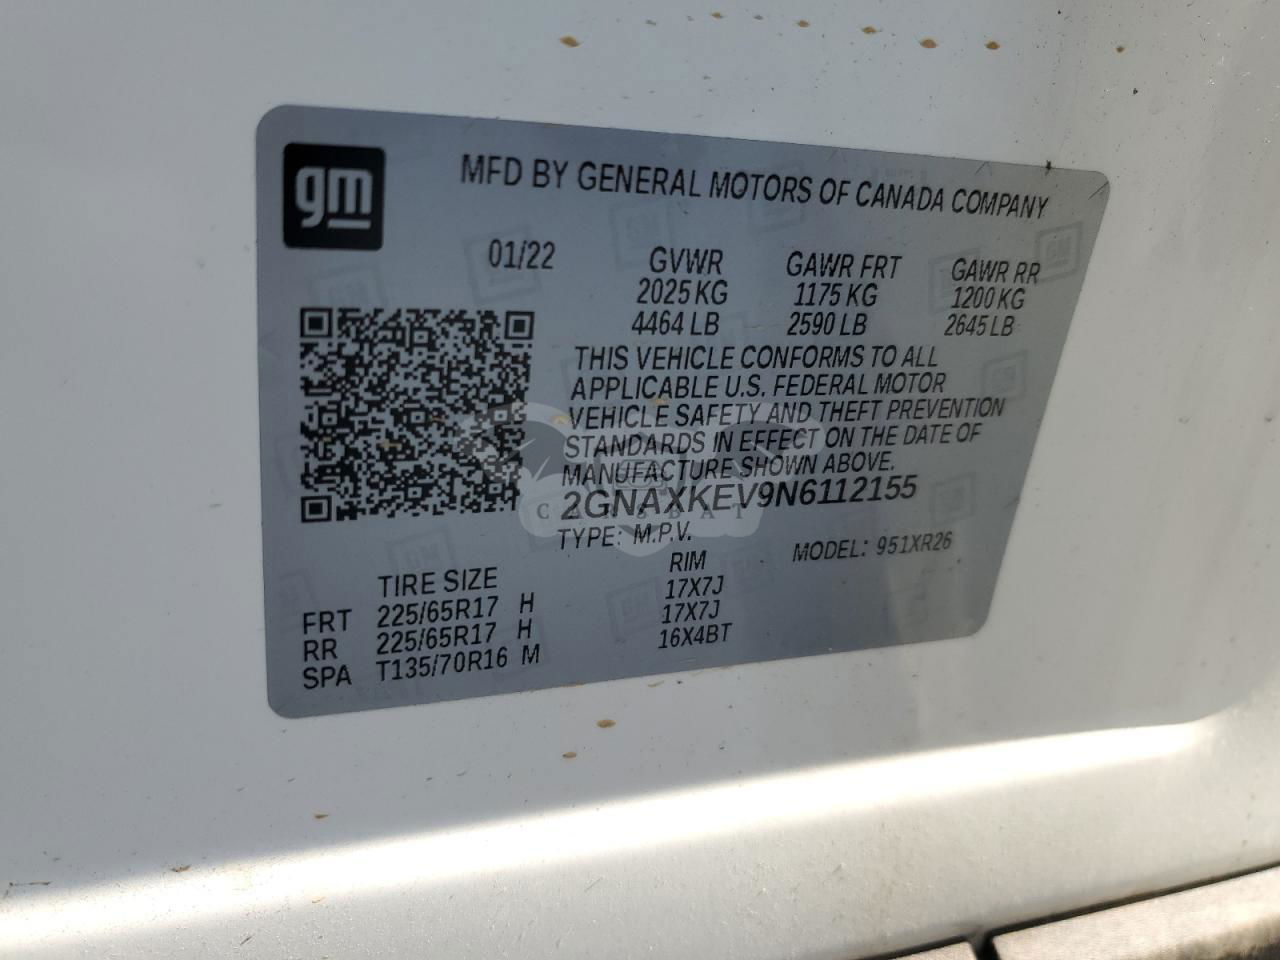 gm
MFD BY GENERAL MOTORS OF CANADA COMPANY
01/22 GVWR GAWR FRT GAWR RR
2025 KG 1175 KG 1200 KG
4464 LB 2590 LB 2645 LB
THIS VEHICLE CONFORMS TO ALL
APPLICABLE U.S. FEDERAL MOTOR
VEHICLE SAFETY AND THEFT PREVENTION
STANDARDS IN EFFECT ON THE DATE OF
MANUFACTURE SHOWN ABOVE.
2GNAXKEV9N6112155
CARSBAT
TYPE: M.P.V. MODEL: 951XR26
TIRE SIZE RIM
FRT 225/65R17 H 17X7J
RR 225/65R17 H 17X7J
SPA T135/70R16 M 16X4BT